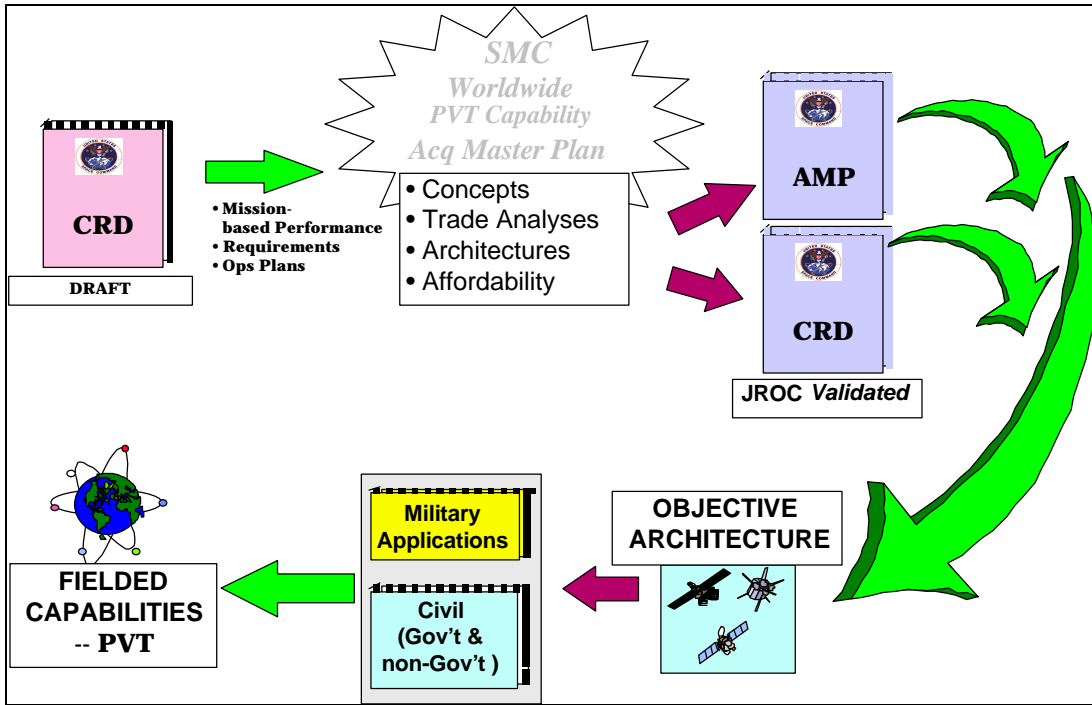 CRD
DRAFT
• Mission-
based Performance
• Requirements
• Ops Plans
SMC
Worldwide
PVT Capability
Acq Master Plan
• Concepts
• Trade Analyses
• Architectures
• Affordability
AMP
CRD
JROC Validated
OBJECTIVE
ARCHITECTURE
Military
Applications
Civil
(Gov't &
non-Gov't )
FIELDED
CAPABILITIES
-- PVT